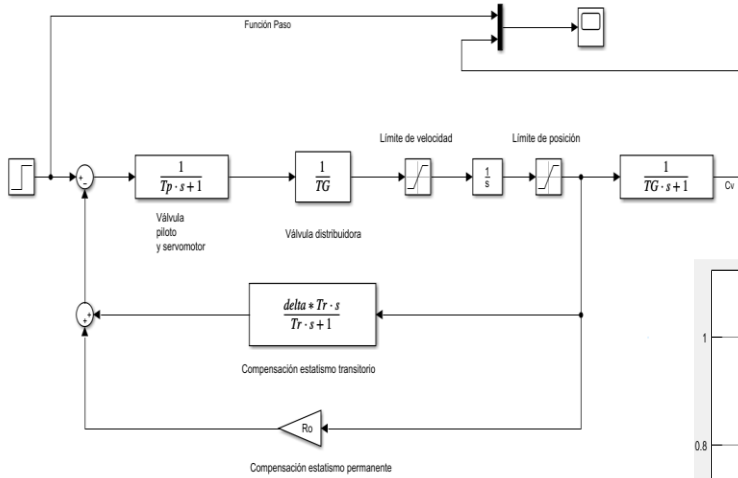 Función Paso
Límite de velocidad
Límite de posición
1
Tp · s + 1
1
TG
1
s
1
TG · s + 1
Cv
Válvula
piloto
y servomotor
Válvula distribuidora
delta * Tr · s
Tr · s + 1
Compensación estatismo transitorio
Ro
Compensación estatismo permanente
1
0.8